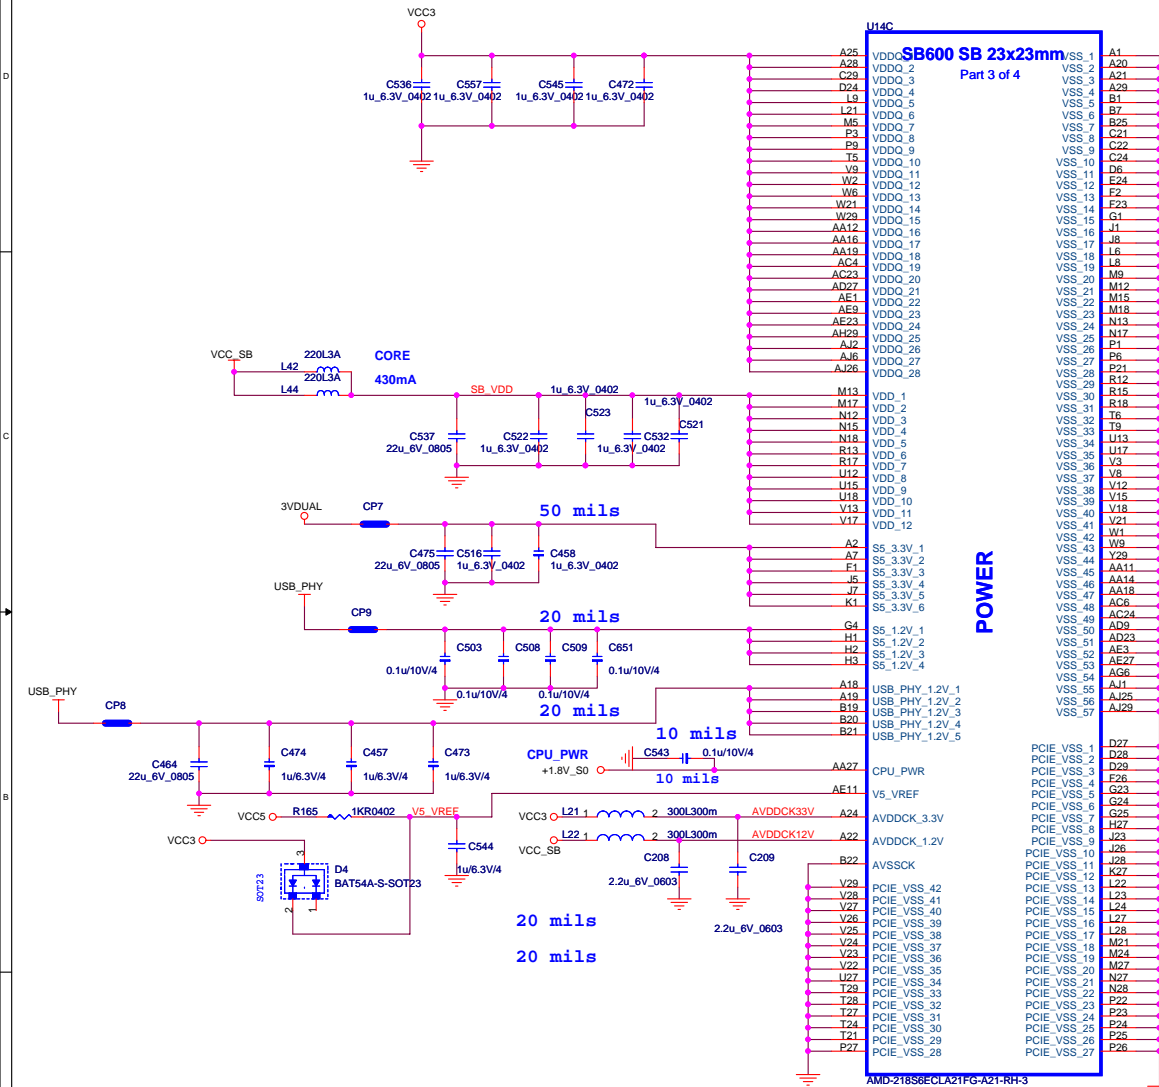 VCC3
C536
1u_6.3V_0402
C557
1u_6.3V_0402
C545
1u_6.3V_0402
C472
1u_6.3V_0402
D
C
B
VCC_SB
220L3A
L42
220L3A
L44
CORE
430mA
SB_VDD
1u_6.3V_0402
1u_6.3V_0402
C523
C521
C537
22u_6V_0805
C522
1u_6.3V_0402
C532
1u_6.3V_0402
3VDUAL
CP7
50 mils
C475
22u_6V_0805
C516
1u_6.3V_0402
C458
1u_6.3V_0402
USB_PHY
CP9
20 mils
C503
0.1u/10V/4
C508
0.1u/10V/4
C509
0.1u/10V/4
C651
0.1u/10V/4
20 mils
USB_PHY
CP8
C464
22u_6V_0805
C474
1u/6.3V/4
C457
1u/6.3V/4
C473
1u/6.3V/4
10 mils
CPU_PWR
+1.8V_S0
C543
0.1u/10V/4
10 mils
VCC5
R165
1KR0402
V5_VREF
VCC3
3
D4
BAT54A-S-SOT23
SOT23
2
1
C544
1u/6.3V/4
VCC3
L21 1
2 300L300m
AVDDCK33V
VCC_SB
L22 1
2 300L300m
AVDDCK12V
C208
2.2u_6V_0603
C209
2.2u_6V_0603
20 mils
20 mils
U14C
SB600 SB 23x23mm
Part 3 of 4
POWER
A25 VDDQ_1
A28 VDDQ_2
C29 VDDQ_3
D24 VDDQ_4
L9 VDDQ_5
L21 VDDQ_6
M5 VDDQ_7
P3 VDDQ_8
P9 VDDQ_9
T5 VDDQ_10
V9 VDDQ_11
W2 VDDQ_12
W6 VDDQ_13
W21 VDDQ_14
W29 VDDQ_15
AA12 VDDQ_16
AA16 VDDQ_17
AA19 VDDQ_18
AC4 VDDQ_19
AC23 VDDQ_20
AD27 VDDQ_21
AE1 VDDQ_22
AE9 VDDQ_23
AE23 VDDQ_24
AH29 VDDQ_25
AJ2 VDDQ_26
AJ6 VDDQ_27
AJ26 VDDQ_28
M13 VDD_1
M17 VDD_2
N12 VDD_3
N15 VDD_4
N18 VDD_5
R13 VDD_6
R17 VDD_7
U12 VDD_8
U15 VDD_9
U18 VDD_10
V13 VDD_11
V17 VDD_12
A2 S5_3.3V_1
A7 S5_3.3V_2
F1 S5_3.3V_3
J5 S5_3.3V_4
J7 S5_3.3V_5
K1 S5_3.3V_6
G4 S5_1.2V_1
H1 S5_1.2V_2
H2 S5_1.2V_3
H3 S5_1.2V_4
A18 USB_PHY_1.2V_1
A19 USB_PHY_1.2V_2
B19 USB_PHY_1.2V_3
B20 USB_PHY_1.2V_4
B21 USB_PHY_1.2V_5
AA27 CPU_PWR
AE11 V5_VREF
A24 AVDDCK_3.3V
A22 AVDDCK_1.2V
B22 AVSSCK
V29 PCIE_VSS_42
V28 PCIE_VSS_41
V27 PCIE_VSS_40
V26 PCIE_VSS_39
V25 PCIE_VSS_38
V24 PCIE_VSS_37
V23 PCIE_VSS_36
V22 PCIE_VSS_35
U27 PCIE_VSS_34
T29 PCIE_VSS_33
T28 PCIE_VSS_32
T27 PCIE_VSS_31
T24 PCIE_VSS_30
T21 PCIE_VSS_29
P27 PCIE_VSS_28
VSS_1 A1
VSS_2 A20
VSS_3 A21
VSS_4 A29
VSS_5 B1
VSS_6 B7
VSS_7 B25
VSS_8 C21
VSS_9 C22
VSS_10 C24
VSS_11 D6
VSS_12 E24
VSS_13 F2
VSS_14 F23
VSS_15 G1
VSS_16 J1
VSS_17 J8
VSS_18 L6
VSS_19 L8
VSS_20 M9
VSS_21 M12
VSS_22 M15
VSS_23 M18
VSS_24 N13
VSS_25 N17
VSS_26 P1
VSS_27 P6
VSS_28 P21
VSS_29 R12
VSS_30 R15
VSS_31 R18
VSS_32 T6
VSS_33 T9
VSS_34 U13
VSS_35 U17
VSS_36 V3
VSS_37 V8
VSS_38 V12
VSS_39 V15
VSS_40 V18
VSS_41 V21
VSS_42 W1
VSS_43 W9
VSS_44 Y29
VSS_45 AA11
VSS_46 AA14
VSS_47 AA18
VSS_48 AC6
VSS_49 AC24
VSS_50 AD9
VSS_51 AD23
VSS_52 AE3
VSS_53 AE27
VSS_54 AG6
VSS_55 AJ1
VSS_56 AJ25
VSS_57 AJ29
PCIE_VSS_1 D27
PCIE_VSS_2 D28
PCIE_VSS_3 D29
PCIE_VSS_4 F26
PCIE_VSS_5 G23
PCIE_VSS_6 G24
PCIE_VSS_7 G25
PCIE_VSS_8 H27
PCIE_VSS_9 J23
PCIE_VSS_10 J26
PCIE_VSS_11 J28
PCIE_VSS_12 K27
PCIE_VSS_13 L22
PCIE_VSS_14 L23
PCIE_VSS_15 L24
PCIE_VSS_16 L27
PCIE_VSS_17 L28
PCIE_VSS_18 M21
PCIE_VSS_19 M24
PCIE_VSS_20 M27
PCIE_VSS_21 N27
PCIE_VSS_22 N28
PCIE_VSS_23 P22
PCIE_VSS_24 P23
PCIE_VSS_25 P24
PCIE_VSS_26 P25
PCIE_VSS_27 P26
AMD-218S6ECLA21FG-A21-RH-3